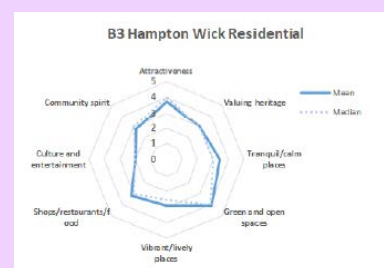 B3 Hampton Wick Residential
Attractiveness
Valuing heritage
Tranquil/calm
places
Green and open
spaces
Vibrant/lively
places
Shops/restaurants/f
ood
Culture and
entertainment
Community spirit
5
4
3
2
1
0
Mean
Median